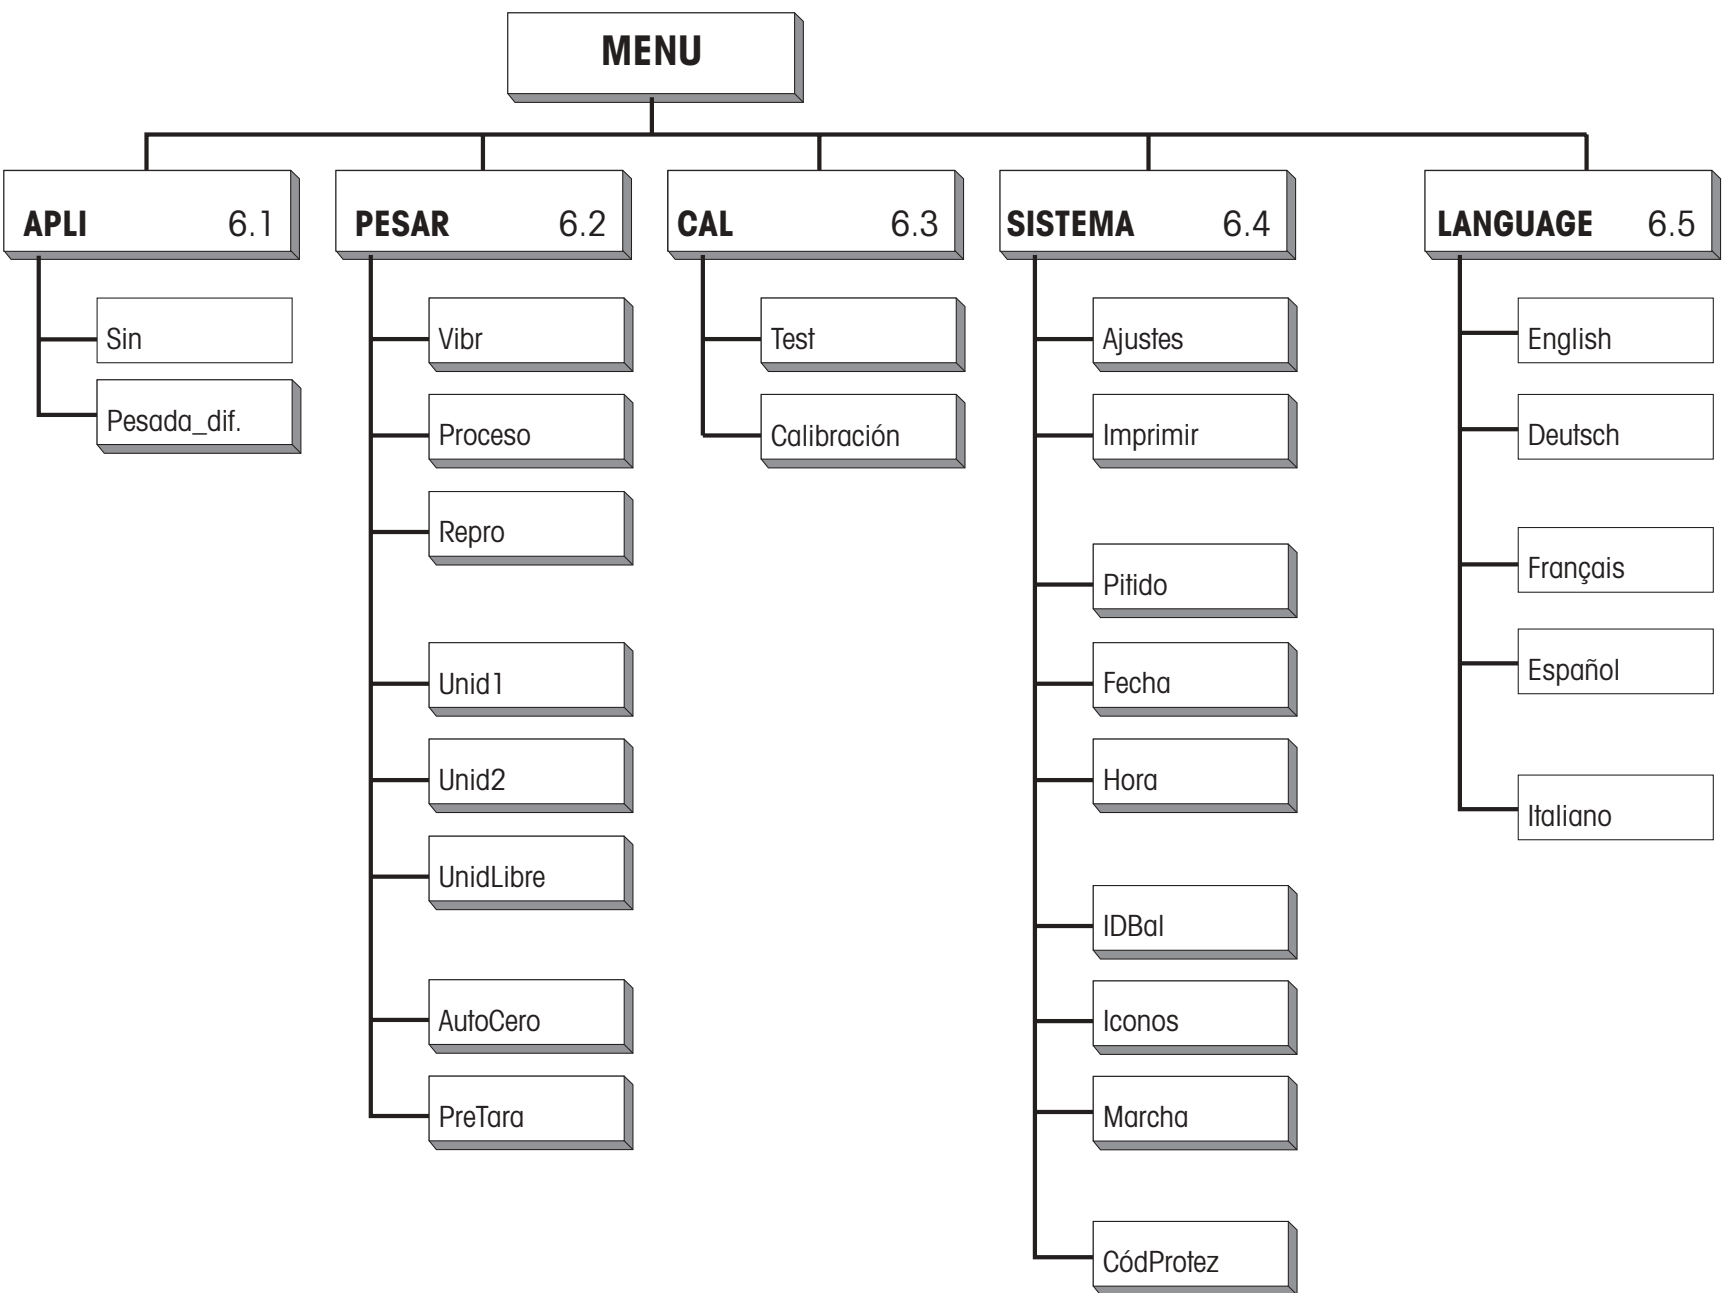 MENU
APLI 6.1
Sin
Pesada_dif.
PESAR 6.2
Vibr
Proceso
Repro
Unid1
Unid2
UnidLibre
AutoCero
PreTara
CAL 6.3
Test
Calibración
SISTEMA 6.4
Ajustes
Imprimir
Pitido
Fecha
Hora
IDBal
Iconos
Marcha
CódProtez
LANGUAGE 6.5
English
Deutsch
Français
Español
Italiano